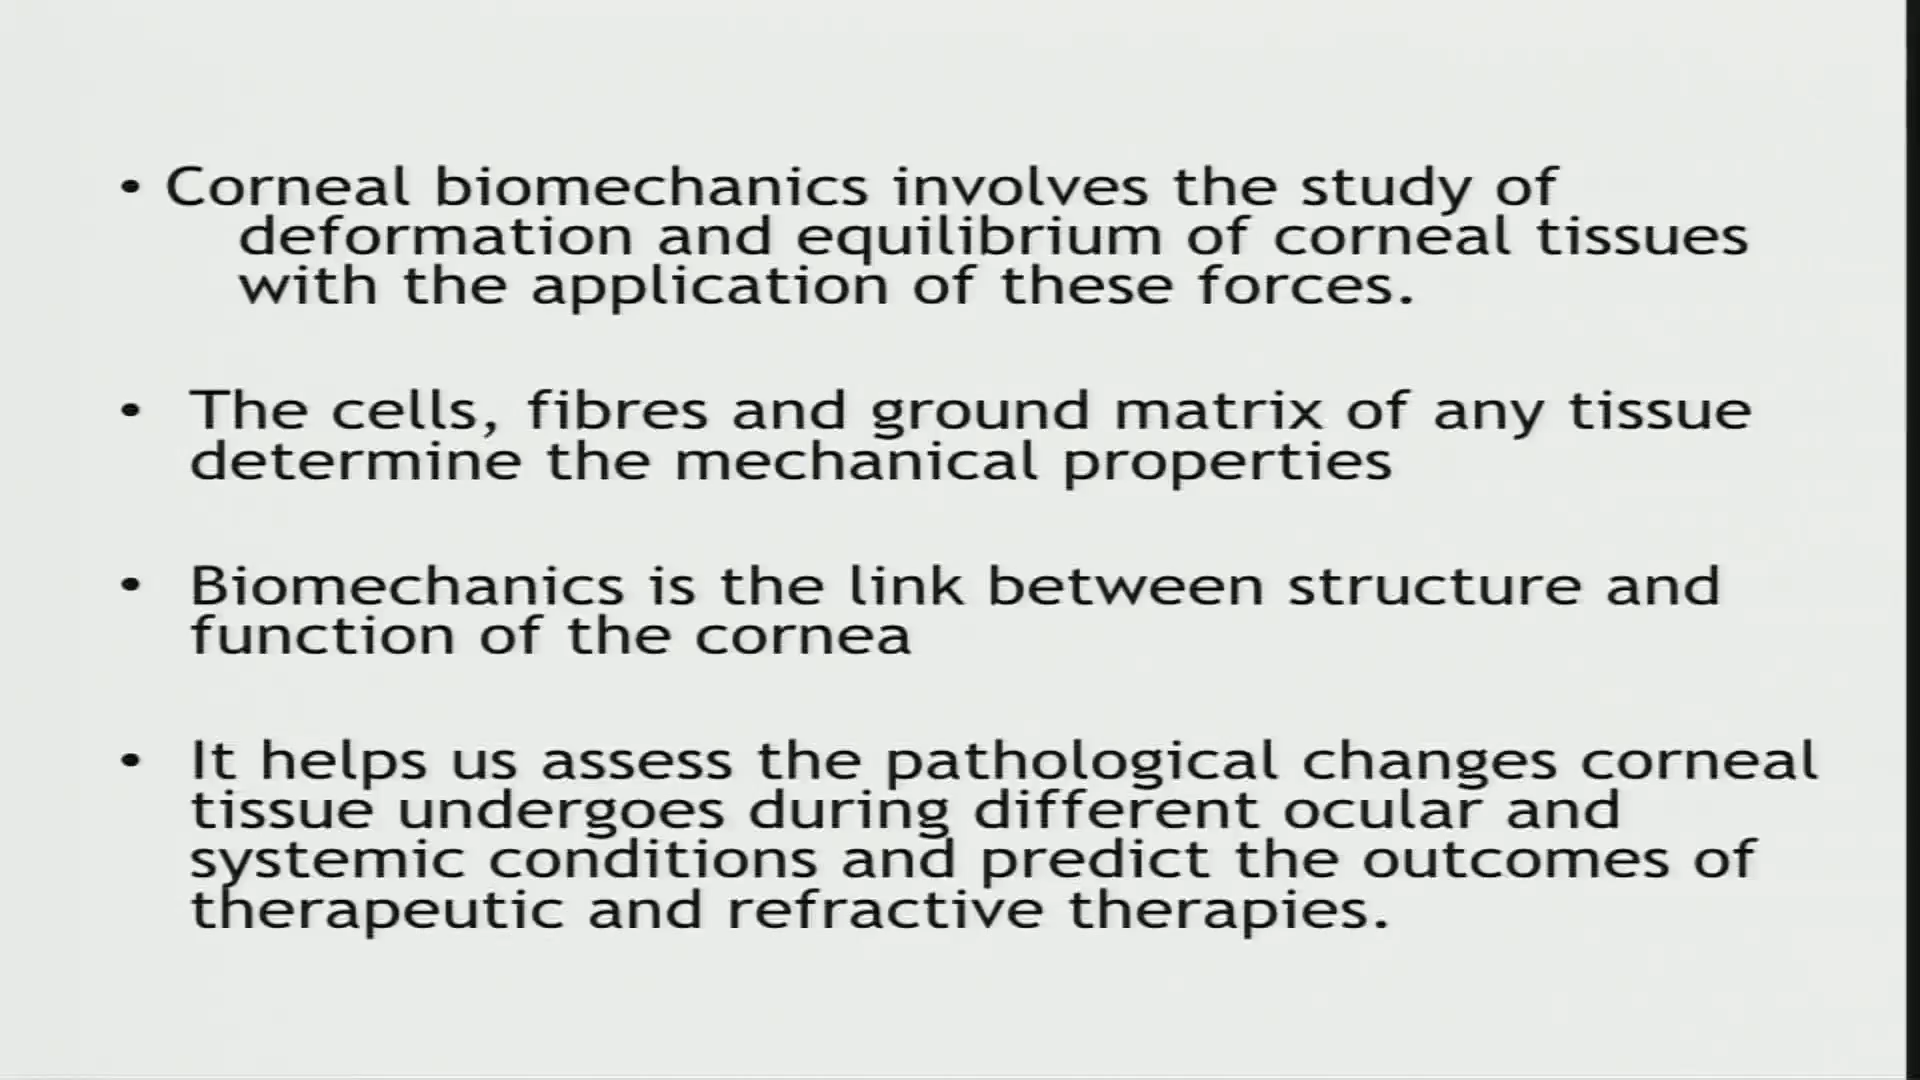 • Corneal biomechanics involves the study of
deformation and equilibrium of corneal tissues
with the application of these forces.
• The cells, fibres and ground matrix of any tissue
determine the mechanical properties
• Biomechanics is the link between structure and
function of the cornea
• It helps us assess the pathological changes corneal
tissue undergoes during different ocular and
systemic conditions and predict the outcomes of
therapeutic and refractive therapies.